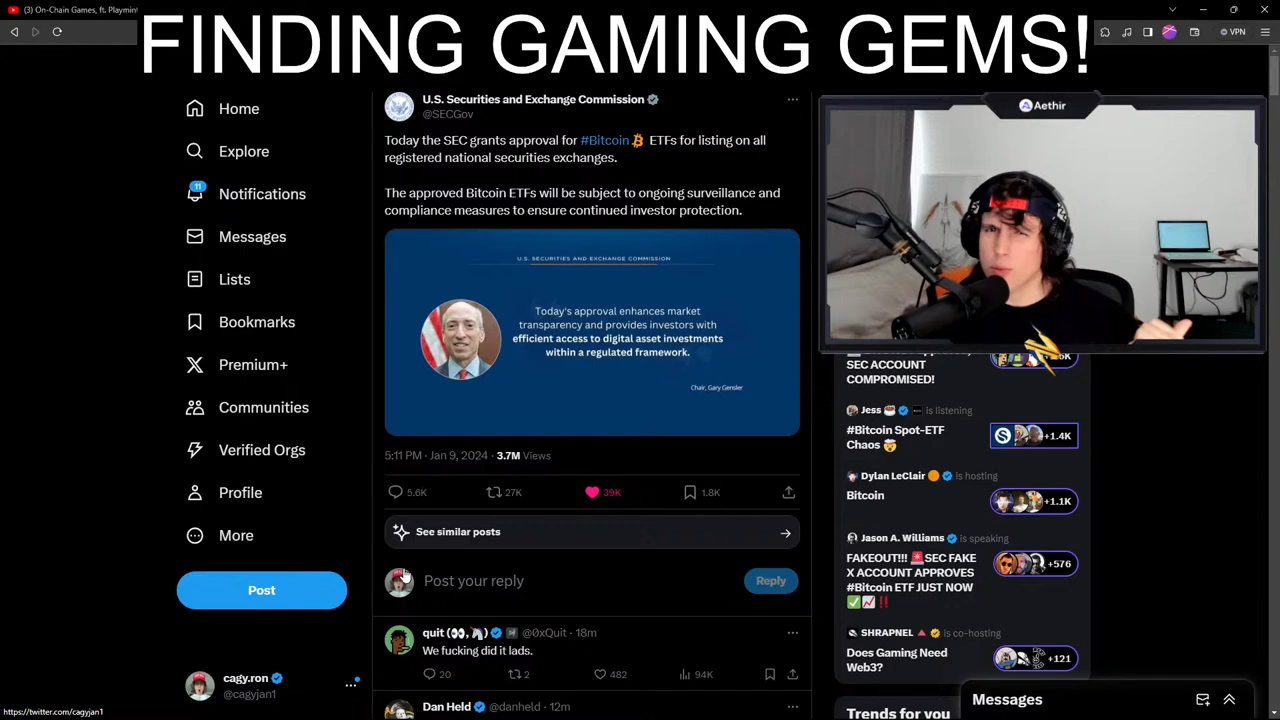 (3) On-Chain Games, ft. Playmint
FINDING GAMING GEMS!
VPN
Home
Explore
11
Notifications
Messages
Lists
Bookmarks
Premium+
Communities
Verified Orgs
Profile
More
Post
cagy.ron
@cagyjan1
https://twitter.com/cagyjan1
U.S. Securities and Exchange Commission
@SECGov
Today the SEC grants approval for #Bitcoin ETFs for listing on all
registered national securities exchanges.
The approved Bitcoin ETFs will be subject to ongoing surveillance and
compliance measures to ensure continued investor protection.
U.S. SECURITIES AND EXCHANGE COMMISSION
Today's approval enhances market
transparency and provides investors with
efficient access to digital asset investments
within a regulated framework.
Chair, Gary Gensler
5:11 PM · Jan 9, 2024 · 3.7M Views
5.6K 27K 39K 1.8K
See similar posts
Post your reply
Reply
quit @0xQuit · 18m
We fucking did it lads.
20 2 482 94K
Dan Held @danheld · 12m
Aethir
SEC ACCOUNT
COMPROMISED!
Jess is listening
#Bitcoin Spot-ETF
Chaos
+1.4K
Dylan LeClair is hosting
Bitcoin
+1.1K
Jason A. Williams is speaking
FAKEOUT!!! SEC FAKE
X ACCOUNT APPROVES
#Bitcoin ETF JUST NOW
+576
SHRAPNEL is co-hosting
Does Gaming Need
Web3?
+121
Messages
Trends for you